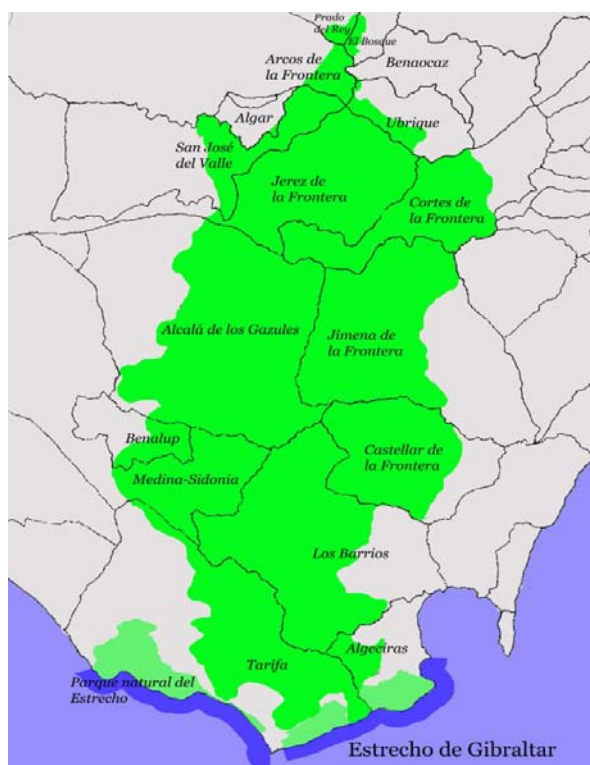 Prado
del Rey
El Bosque
Arcos de
la Frontera
Benaocaz
Algar
Ubrique
San José
del Valle
Jerez de
la Frontera
Cortes de
la Frontera
Alcalá de los Gazules
Jimena de
la Frontera
Benalup
Castellar de
la Frontera
Medina-Sidonia
Los Barrios
Algeciras
Tarifa
Parque natural del
Estrecho
Estrecho de Gibraltar